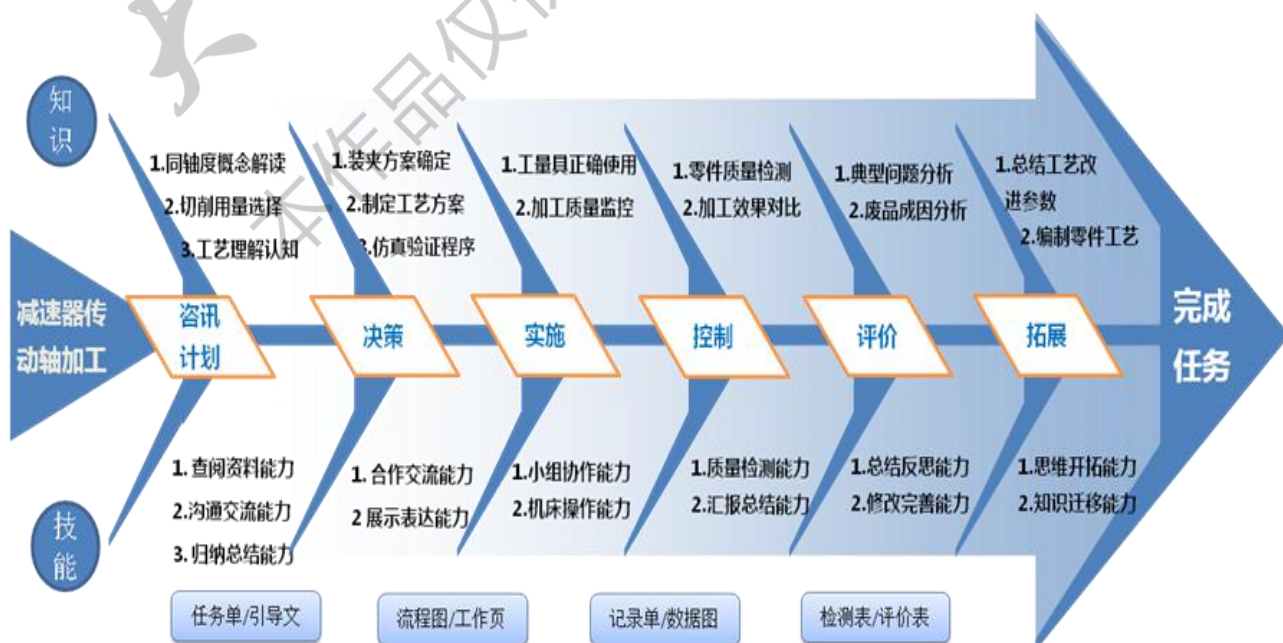 本作品仅
知
识
1.同轴度概念解读
2.切削用量选择
3.工艺理解认知
1.装夹方案确定
2.制定工艺方案
3.仿真验证程序
1.工量具正确使用
2.加工质量监控
1.零件质量检测
2.加工效果对比
1.典型问题分析
2.废品成因分析
1.总结工艺改
进参数
2.编制零件工艺
减速器传
动轴加工
咨讯
计划
决策
实施
控制
评价
拓展
完成
任务
1. 查阅资料能力
2.沟通交流能力
3. 归纳总结能力
1. 合作交流能力
2 展示表达能力
1.小组协作能力
2.机床操作能力
1.质量检测能力
2.汇报总结能力
1.总结反思能力
2.修改完善能力
1.思维开拓能力
2.知识迁移能力
技
能
任务单/引导文
流程图/工作页
记录单/数据图
检测表/评价表